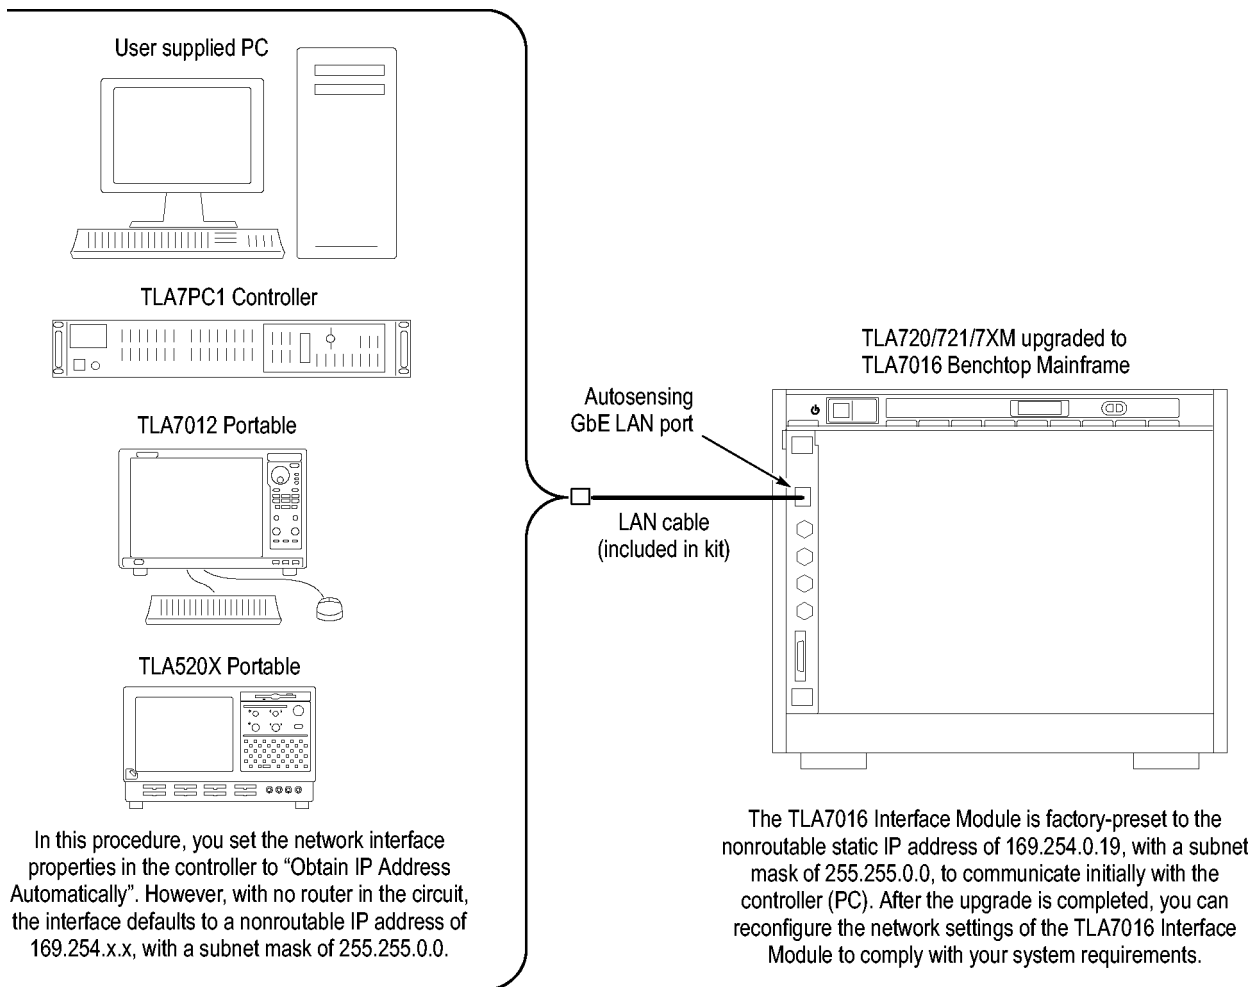 User supplied PC
TLA7PC1 Controller
TLA7012 Portable
TLA520X Portable
In this procedure, you set the network interface
properties in the controller to “Obtain IP Address
Automatically”. However, with no router in the circuit,
the interface defaults to a nonroutable IP address of
169.254.x.x, with a subnet mask of 255.255.0.0.
Autosensing
GbE LAN port
LAN cable
(included in kit)
TLA720/721/7XM upgraded to
TLA7016 Benchtop Mainframe
The TLA7016 Interface Module is factory-preset to the
nonroutable static IP address of 169.254.0.19, with a subnet
mask of 255.255.0.0, to communicate initially with the
controller (PC). After the upgrade is completed, you can
reconfigure the network settings of the TLA7016 Interface
Module to comply with your system requirements.